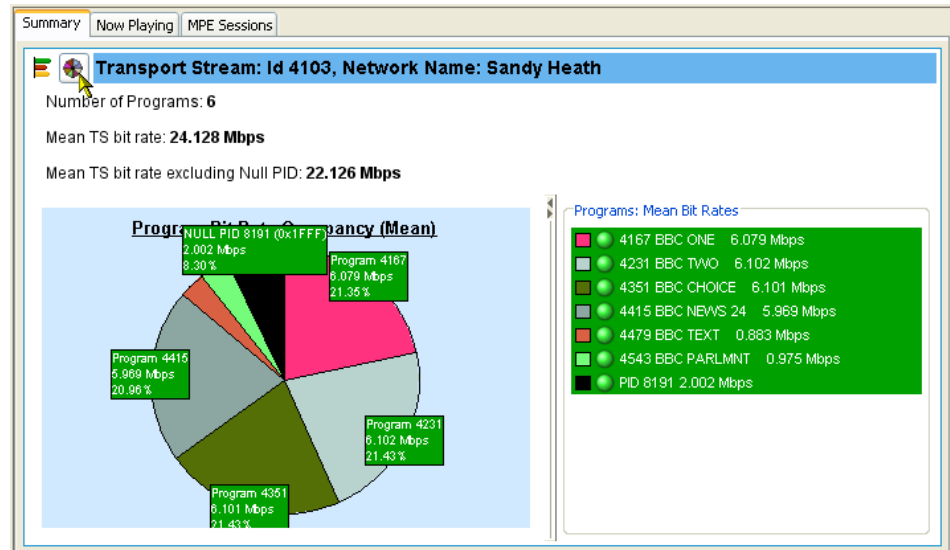 Summary
Now Playing
MPE Sessions
Transport Stream: Id 4103, Network Name: Sandy Heath
Number of Programs: 6
Mean TS bit rate: 24.128 Mbps
Mean TS bit rate excluding Null PID: 22.126 Mbps
(Mean)
NULL PID 8191 (0x1FFF)
2.002 Mbps
8.30 %
Program 4167
6.079 Mbps
21.35 %
Program 4415
5.969 Mbps
20.96 %
Program 4231
6.102 Mbps
21.43 %
Program 4351
6.101 Mbps
21.43 %
Programs: Mean Bit Rates
4167 BBC ONE 6.079 Mbps
4231 BBC TWO 6.102 Mbps
4351 BBC CHOICE 6.101 Mbps
4415 BBC NEWS 24 5.969 Mbps
4479 BBC TEXT 0.883 Mbps
4543 BBC PARLMNT 0.975 Mbps
PID 8191 2.002 Mbps